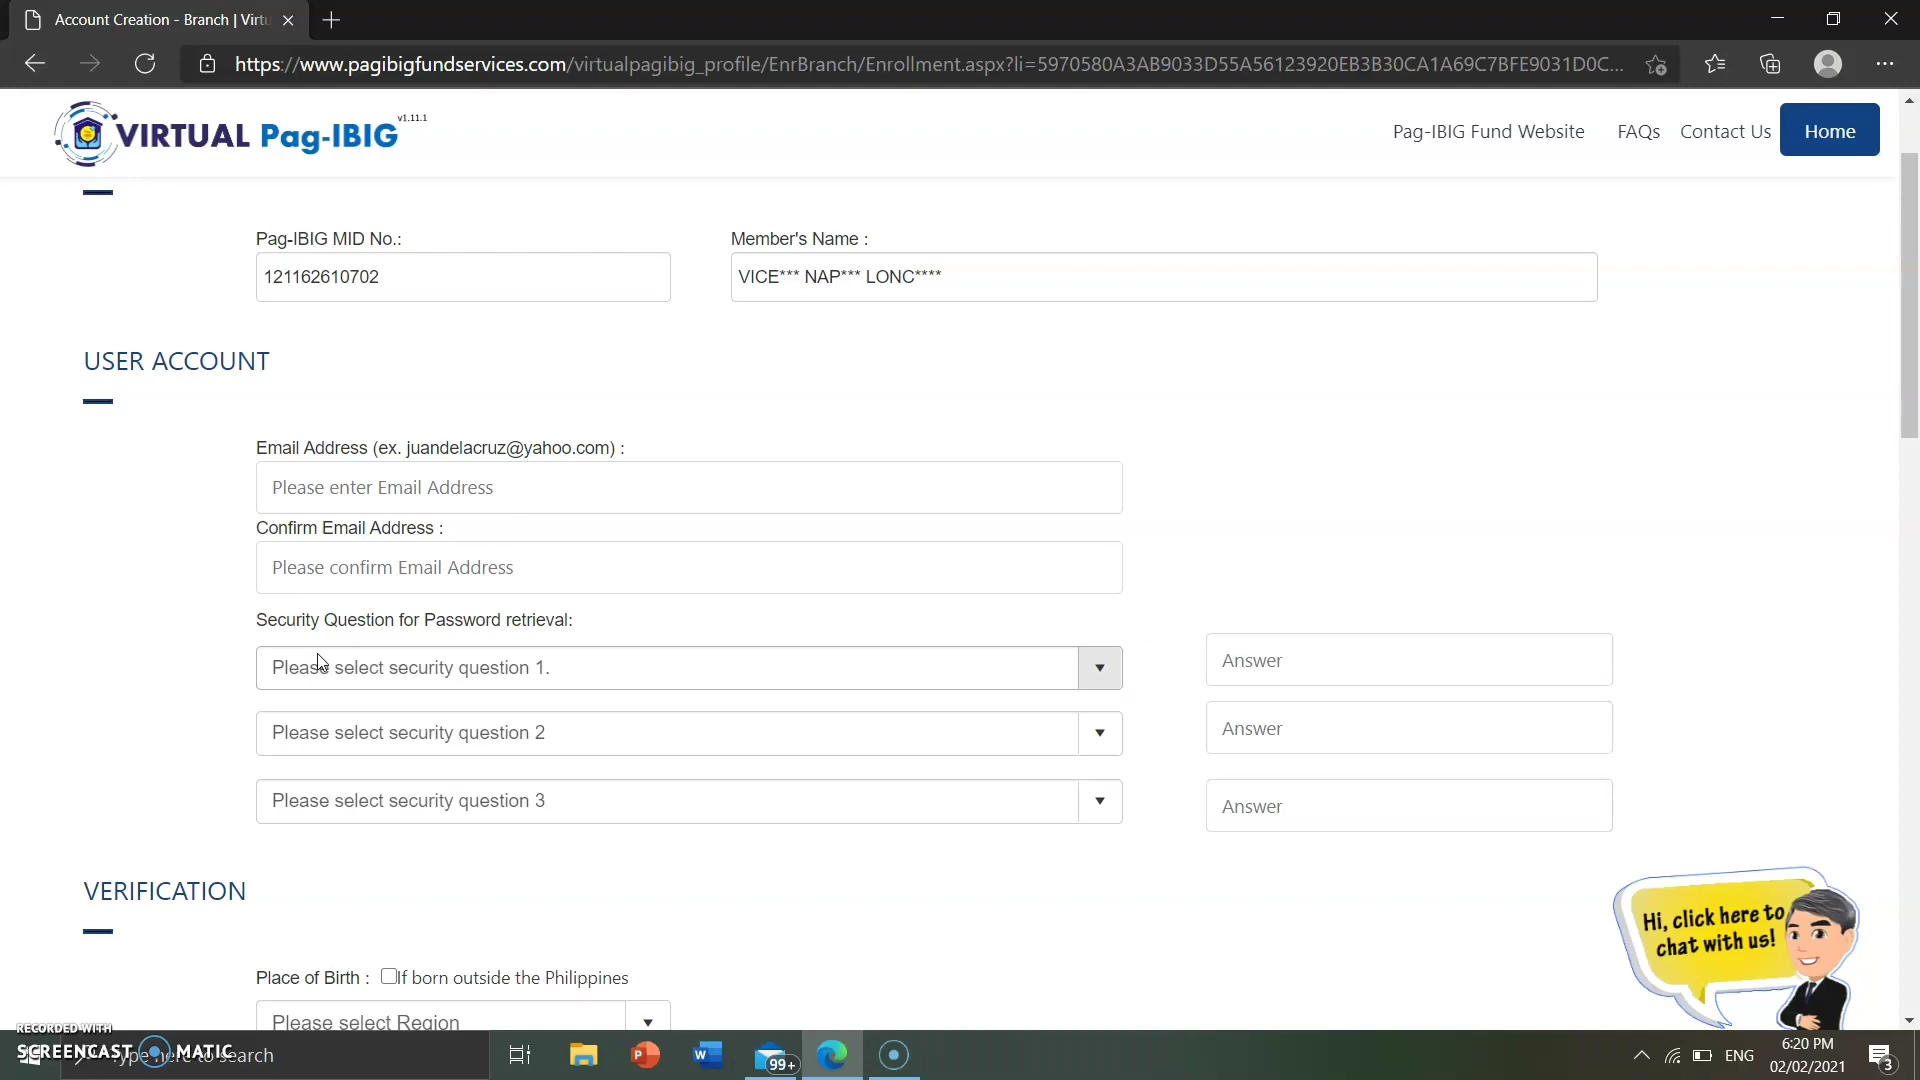 Account Creation - Branch | Virtu
https://www.pagibigfundservices.com/virtualpagibig_profile/EnrBranch/Enrollment.aspx?li=5970580A3AB9033D55A56123920EB3B30CA1A69C7BFE9031D0C...
VIRTUAL Pag-IBIG v1.11.1
Pag-IBIG Fund Website FAQs Contact Us Home
Pag-IBIG MID No.: Member's Name :
121162610702 VICE*** NAP*** LONC****
USER ACCOUNT
Email Address (ex. juandelacruz@yahoo.com) :
Please enter Email Address
Confirm Email Address :
Please confirm Email Address
Security Question for Password retrieval:
Please select security question 1. Answer
Please select security question 2 Answer
Please select security question 3 Answer
VERIFICATION
Hi, click here to
chat with us!
Place of Birth : If born outside the Philippines
Please select Region
RECORDED WITH
SCREENCAST MATIC
here to search
99+
ENG
6:20 PM
02/02/2021
3